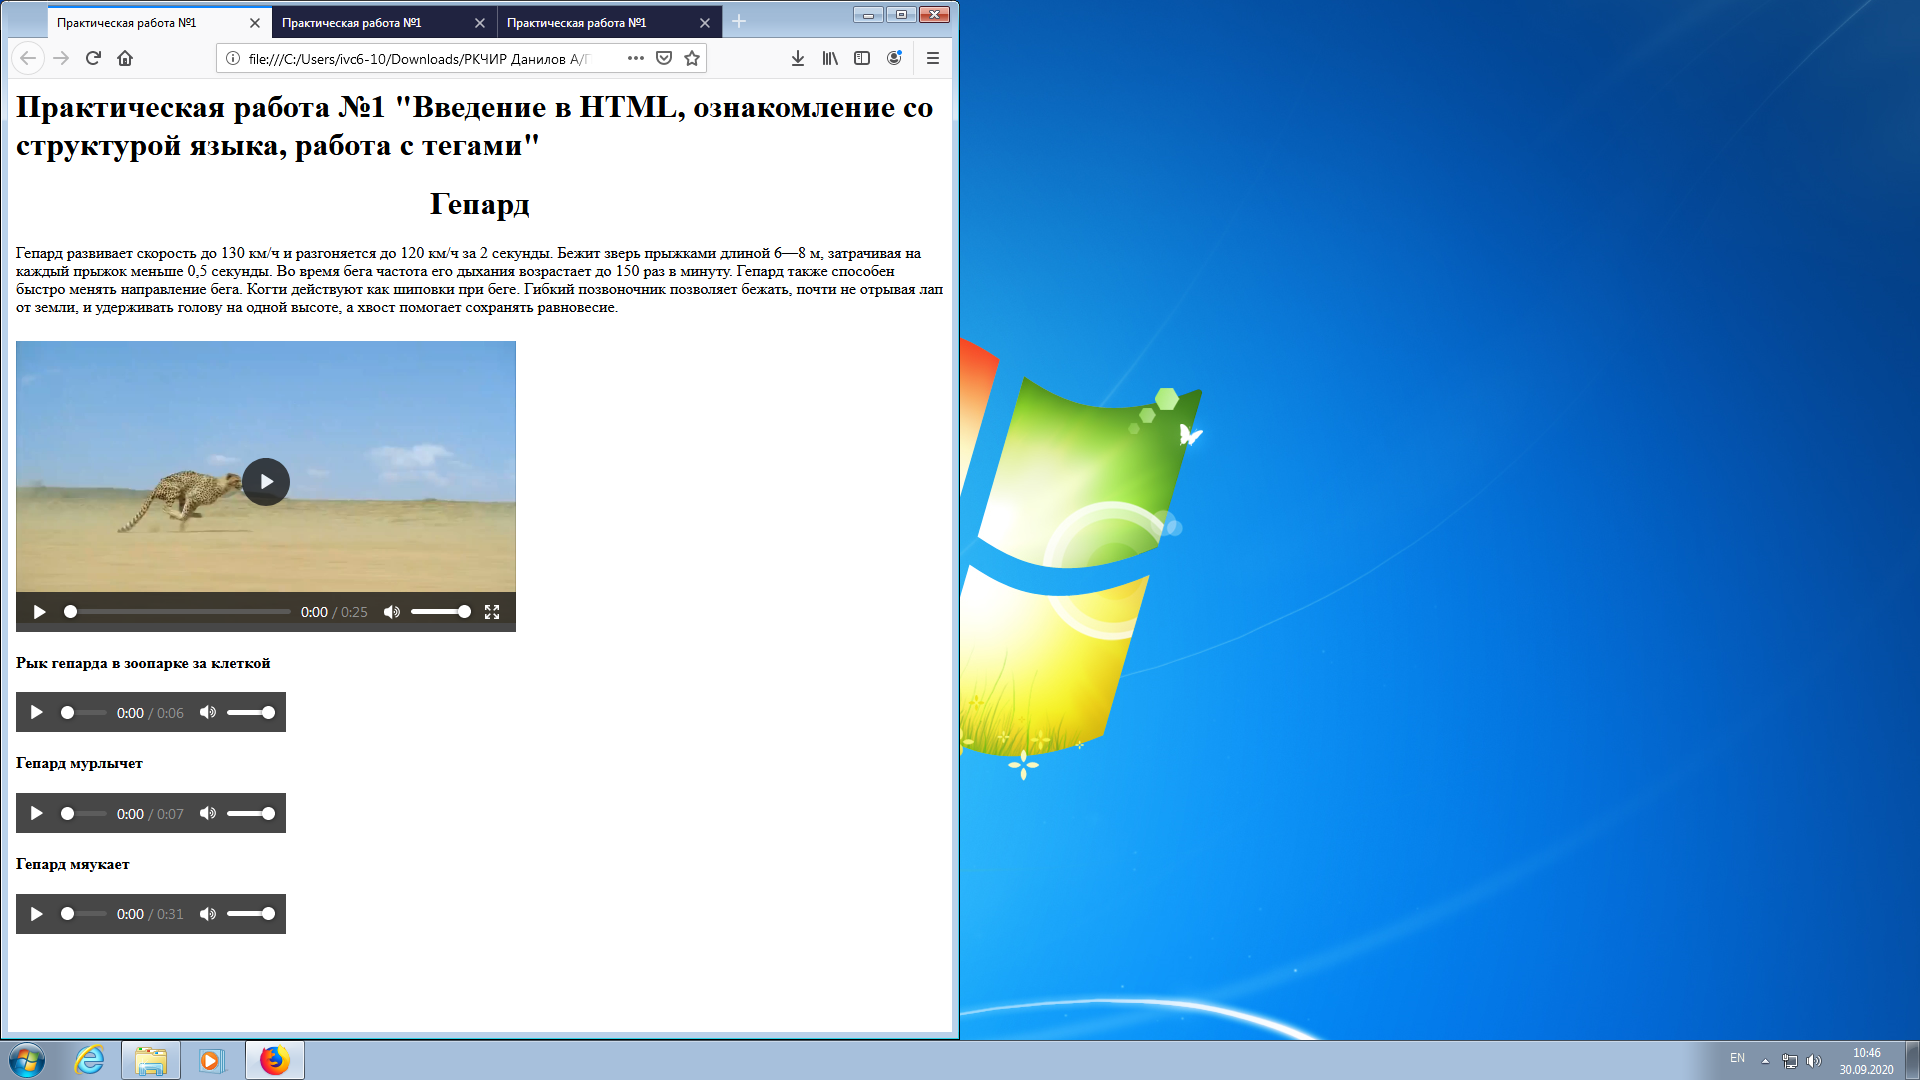 Практическая работа №1
Практическая работа №1
Практическая работа №1
file:///C:/Users/ivc6-10/Downloads/РКЧИР Данилов А/
Практическая работа №1 "Введение в HTML, ознакомление со
структурой языка, работа с тегами"
Гепард
Гепард развивает скорость до 130 км/ч и разгоняется до 120 км/ч за 2 секунды. Бежит зверь прыжками длиной 6—8 м, затрачивая на
каждый прыжок меньше 0,5 секунды. Во время бега частота его дыхания возрастает до 150 раз в минуту. Гепард также способен
быстро менять направление бега. Когти действуют как шиповки при беге. Гибкий позвоночник позволяет бежать, почти не отрывая лап
от земли, и удерживать голову на одной высоте, а хвост помогает сохранять равновесие.
0:00 / 0:25
Рык гепарда в зоопарке за клеткой
0:00 / 0:06
Гепард мурлычет
0:00 / 0:07
Гепард мяукает
0:00 / 0:31
EN
10:46
30.09.2020